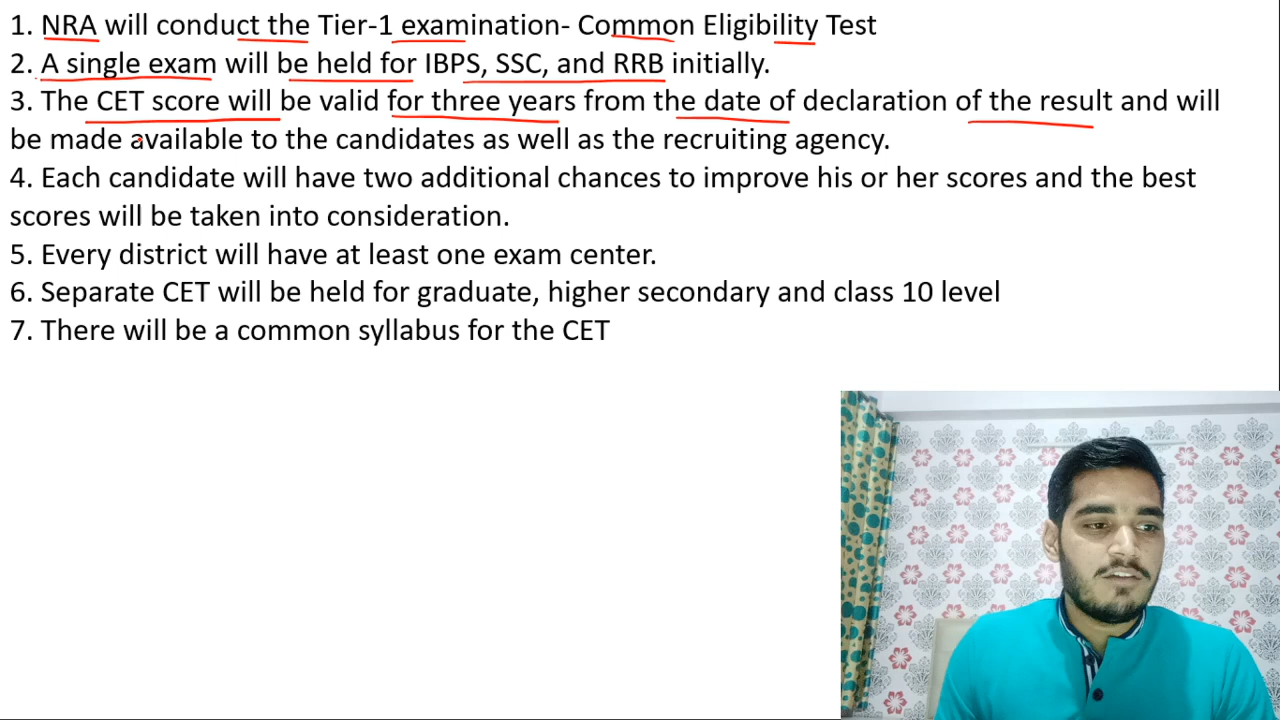 1. NRA will conduct the Tier-1 examination- Common Eligibility Test
2. A single exam will be held for IBPS, SSC, and RRB initially.
3. The CET score will be valid for three years from the date of declaration of the result and will
be made available to the candidates as well as the recruiting agency.
4. Each candidate will have two additional chances to improve his or her scores and the best
scores will be taken into consideration.
5. Every district will have at least one exam center.
6. Separate CET will be held for graduate, higher secondary and class 10 level
7. There will be a common syllabus for the CET